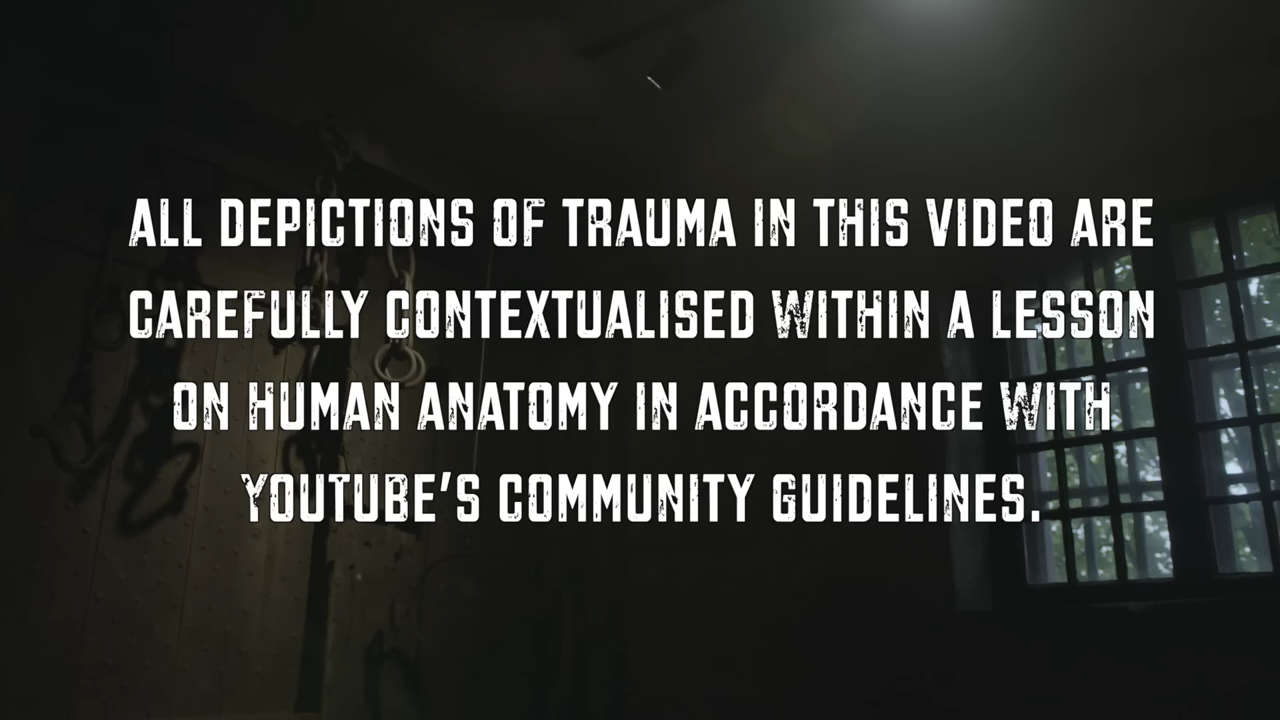 ALL DEPICTIONS OF TRAUMA IN THIS VIDEO ARE
CAREFULLY CONTEXTUALISED WITHIN A LESSON
ON HUMAN ANATOMY IN ACCORDANCE WITH
YOUTUBE'S COMMUNITY GUIDELINES.